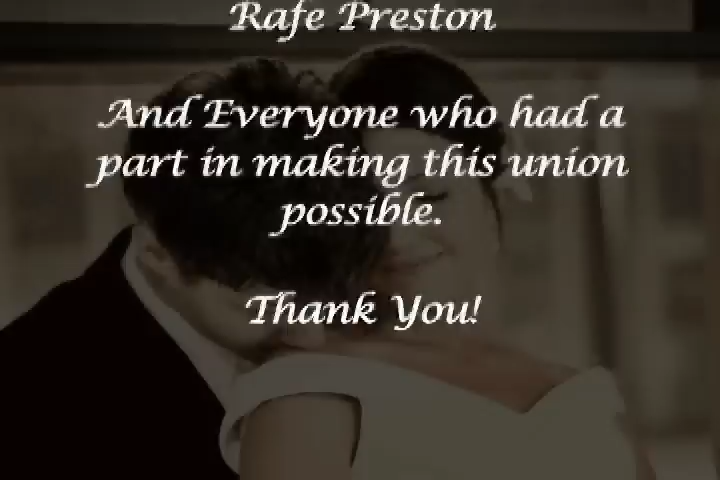 Rafe Preston
And Everyone who had a
part in making this union
possible.
Thank You!